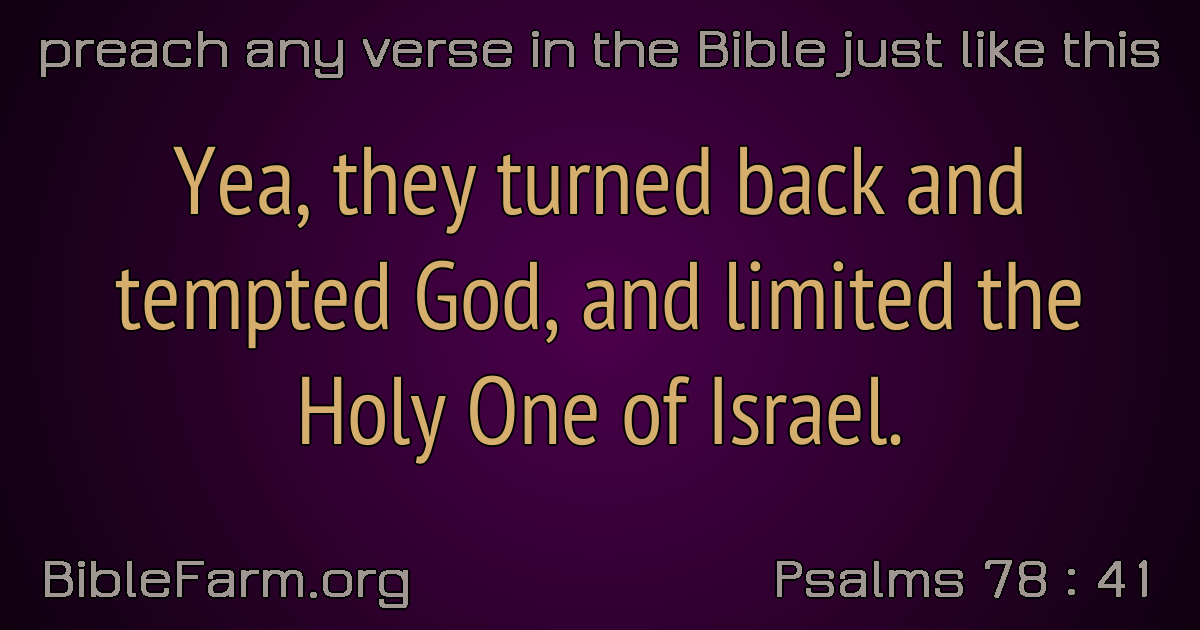 preach any verse in the Bible just like this
Yea, they turned back and
tempted God, and limited the
Holy One of Israel.
BibleFarm.org
Psalms 78 : 41